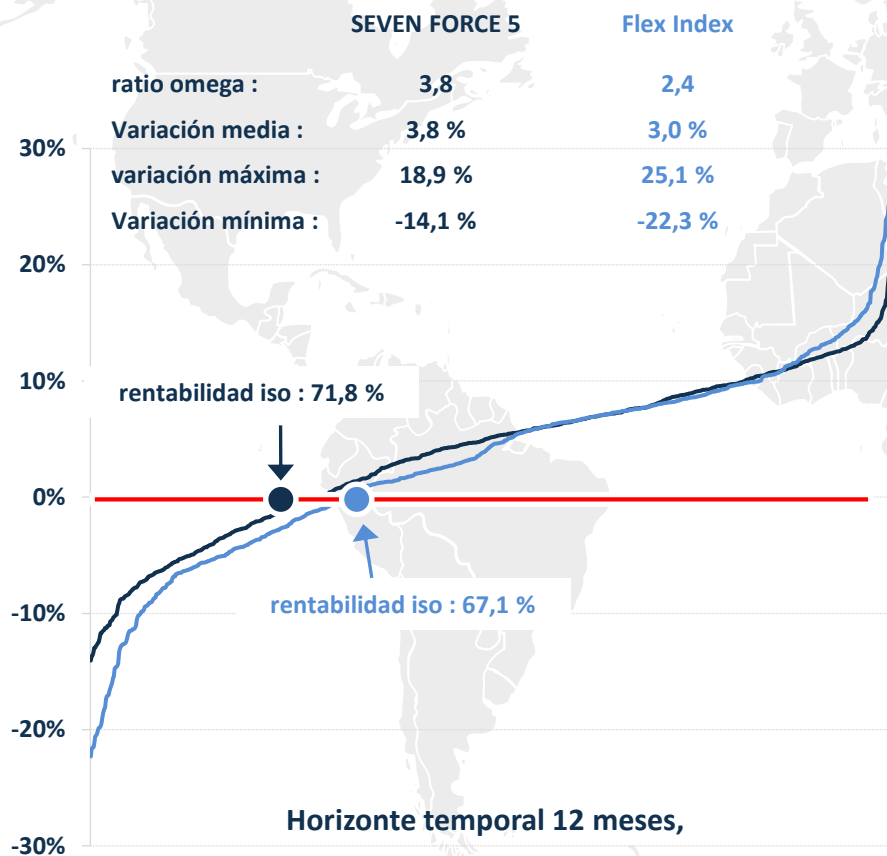 SEVEN FORCE 5 Flex Index
ratio omega : 3,8 2,4
Variación media : 3,8 % 3,0 %
30%
variación máxima : 18,9 % 25,1 %
Variación mínima : -14,1 % -22,3 %
20%
10%
rentabilidad iso : 71,8 %
0%
rentabilidad iso : 67,1 %
-10%
-20%
Horizonte temporal 12 meses,
-30%